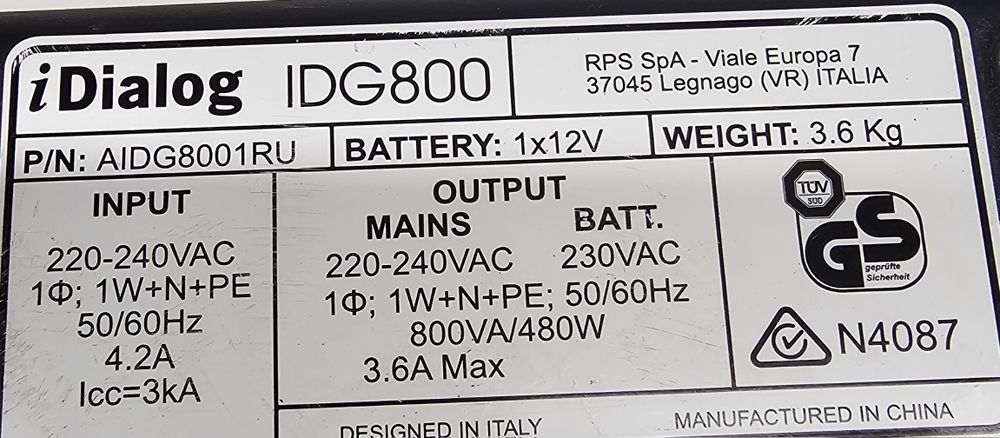 iDialog IDG800
RPS SpA - Viale Europa 7
37045 Legnago (VR) ITALIA
P/N: AIDG8001RU
BATTERY: 1x12V
WEIGHT: 3.6 Kg
INPUT
220-240VAC
1Φ; 1W+N+PE
50/60Hz
4.2A
Icc=3kA
OUTPUT
MAINS BATT.
220-240VAC 230VAC
1Φ; 1W+N+PE; 50/60Hz
800VA/480W
3.6A Max
TÜV
SÜD
GS
geprüfte
Sicherheit
N4087
DESIGNED IN ITALY
MANUFACTURED IN CHINA